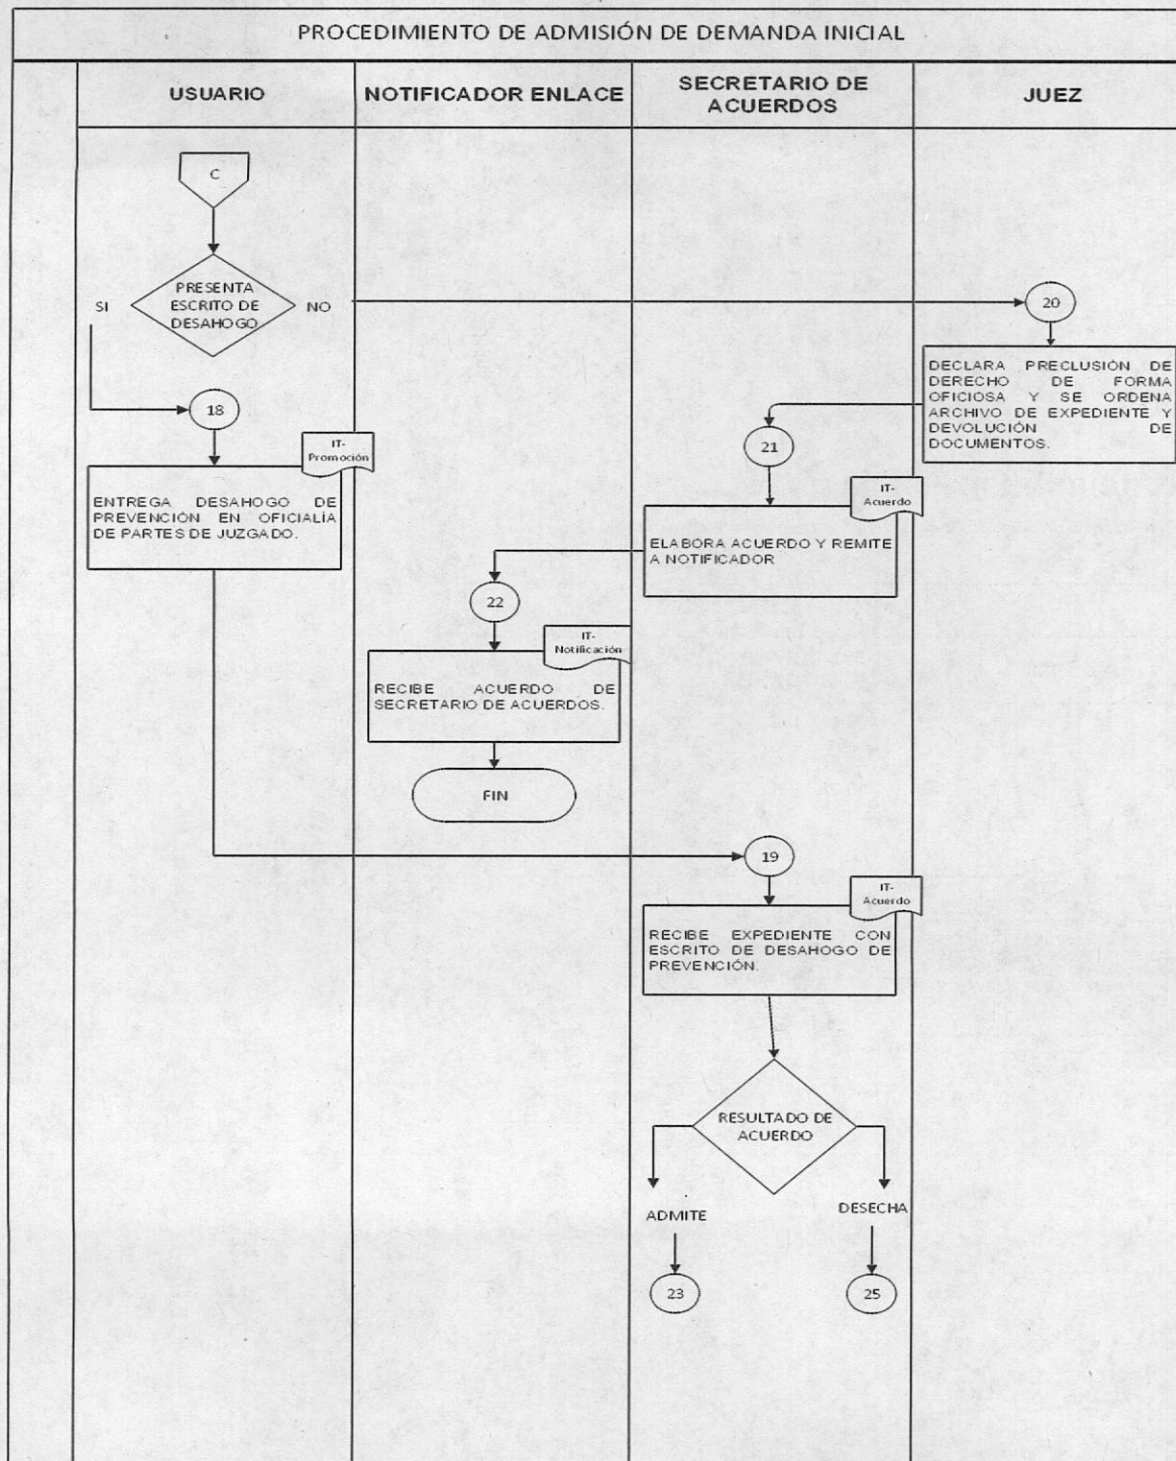 PROCEDIMIENTO DE ADMISIÓN DE DEMANDA INICIAL
USUARIO
NOTIFICADOR ENLACE
SECRETARIO DE
ACUERDOS
JUEZ
C
PRESENTA
ESCRITO DE
DESAHOGO
SI
NO
20
DECLARA PRECLUSIÓN DE
DERECHO DE FORMA
OFICIOSA Y SE ORDENA
ARCHIVO DE EXPEDIENTE Y
DEVOLUCIÓN DE
DOCUMENTOS.
18
IT-
Promoción
ENTREGA DESAHOGO DE
PREVENCIÓN EN OFICIALÍA
DE PARTES DE JUZGADO.
21
IT-
Acuerdo
ELABORA ACUERDO Y REMITE
A NOTIFICADOR
22
IT-
Notificación
RECIBE ACUERDO DE
SECRETARIO DE ACUERDOS.
FIN
19
IT-
Acuerdo
RECIBE EXPEDIENTE CON
ESCRITO DE DESAHOGO DE
PREVENCIÓN.
RESULTADO DE
ACUERDO
ADMITE
DESECHA
23
25